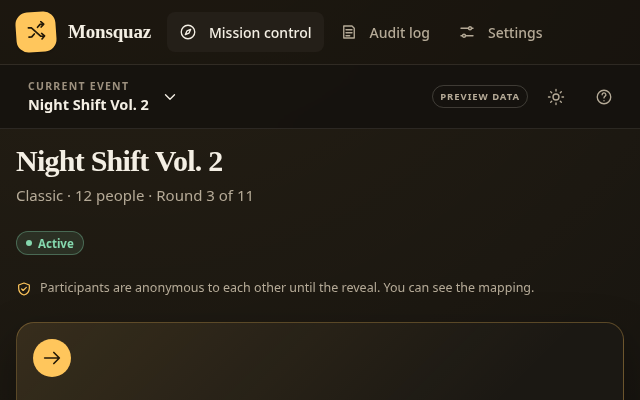 Monsquaz
Mission control
Audit log
Settings
CURRENT EVENT
Night Shift Vol. 2
PREVIEW DATA
Night Shift Vol. 2
Classic · 12 people · Round 3 of 11
Active
Participants are anonymous to each other until the reveal. You can see the mapping.